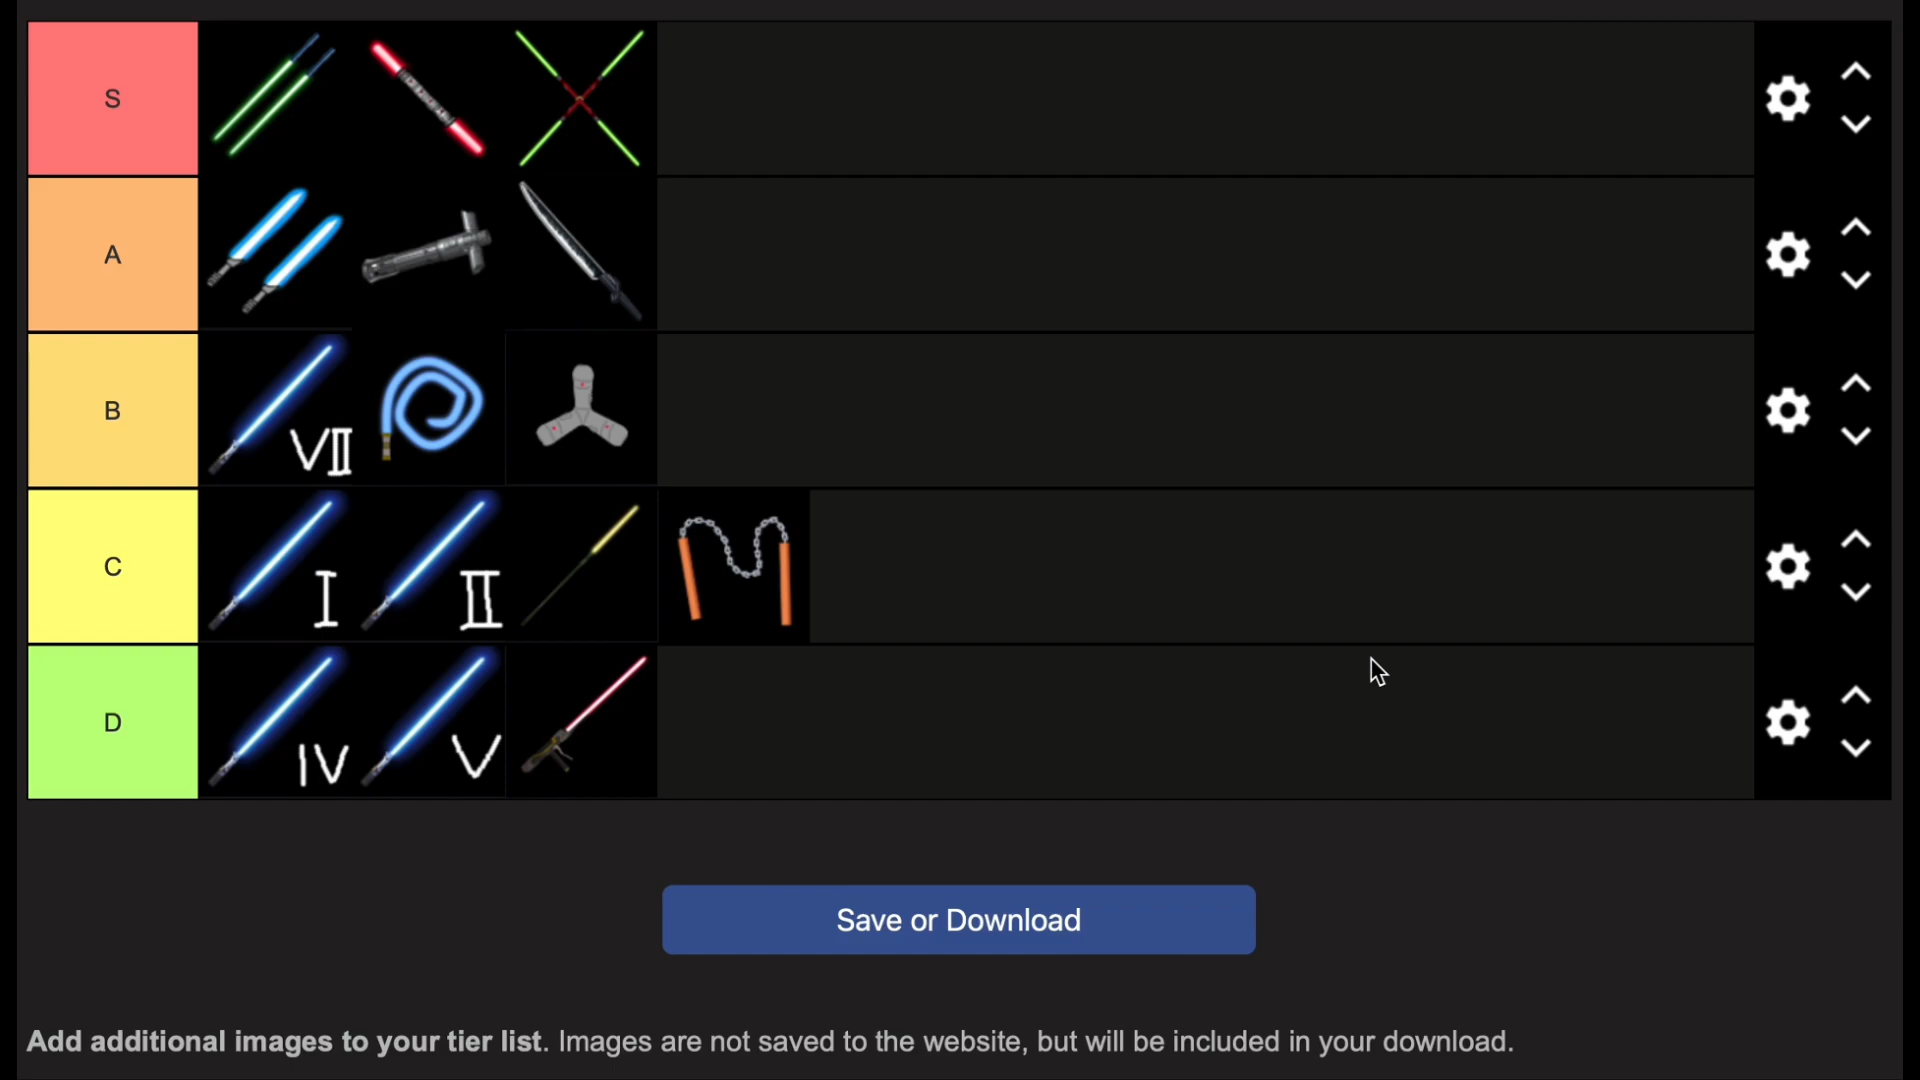 S
A
B
VII
C
I II
D
IV V
Save or Download
Add additional images to your tier list. Images are not saved to the website, but will be included in your download.